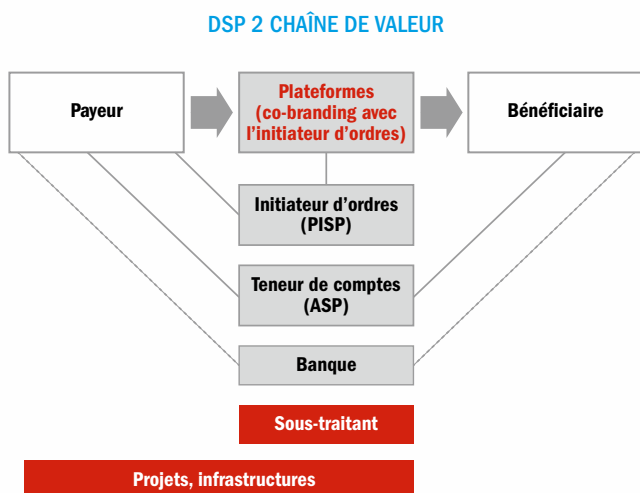 DSP 2 CHAÎNE DE VALEUR
Payeur
Plateformes
(co-branding avec
l'initiateur d'ordres)
Bénéficiaire
Initiateur d'ordres
(PISP)
Teneur de comptes
(ASP)
Banque
Sous-traitant
Projets, infrastructures